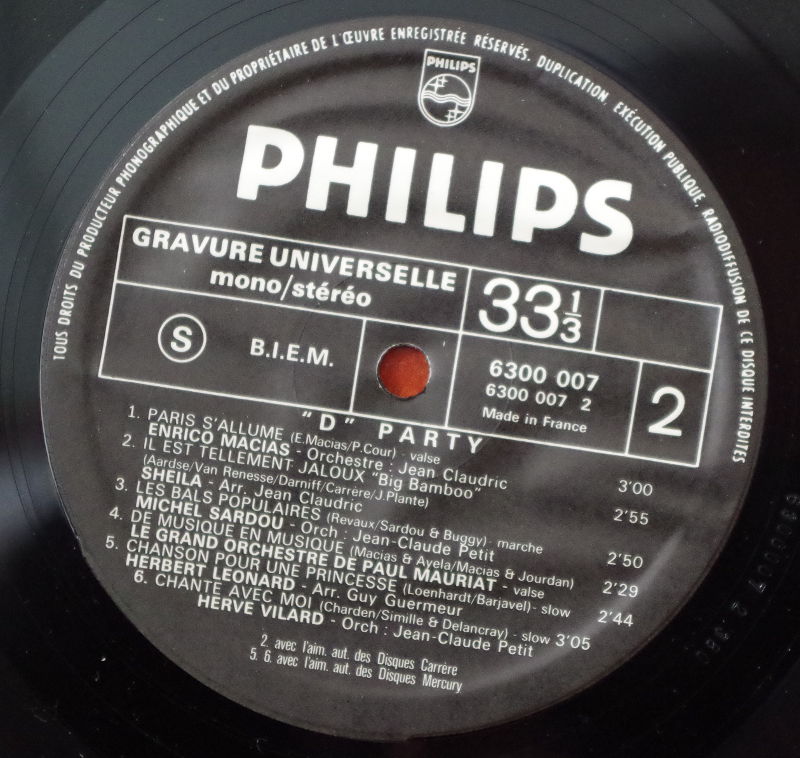 TOUS DROITS DU PRODUCTEUR PHONOGRAPHIQUE ET DU PROPRIÉTAIRE DE L'ŒUVRE ENREGISTRÉE RÉSERVÉS. DUPLICATION, EXÉCUTION PUBLIQUE, RADIODIFFUSION DE CE DISQUE INTERDITES
PHILIPS
PHILIPS
GRAVURE UNIVERSELLE
mono/stéréo
33 1/3
S
B.I.E.M.
6300 007
6300 007 2
Made in France
2
"D" PARTY
1. PARIS S'ALLUME (E.Macias/P.Cour) - valse
ENRICO MACIAS - Orchestre : Jean Claudric 3'00
2. IL EST TELLEMENT JALOUX "Big Bamboo"
(Aardse/Van Renesse/Darniff/Carrère/J.Plante)
SHEILA - Arr. Jean Claudric 2'55
3. LES BALS POPULAIRES (Revaux/Sardou & Buggy) - marche
MICHEL SARDOU - Orch : Jean-Claude Petit 2'50
4. DE MUSIQUE EN MUSIQUE (Macias & Ayela/Macias & Jourdan)
LE GRAND ORCHESTRE DE PAUL MAURIAT - valse 2'29
5. CHANSON POUR UNE PRINCESSE (Loenhardt/Barjavel) - slow
HERBERT LEONARD - Arr. Guy Guermeur 2'44
6. CHANTE AVEC MOI (Charden/Simille & Delancray) - slow 3'05
HERVE VILARD - Orch : Jean-Claude Petit
2. avec l'aim. aut. des Disques Carrère
5. 6. avec l'aim. aut. des Disques Mercury